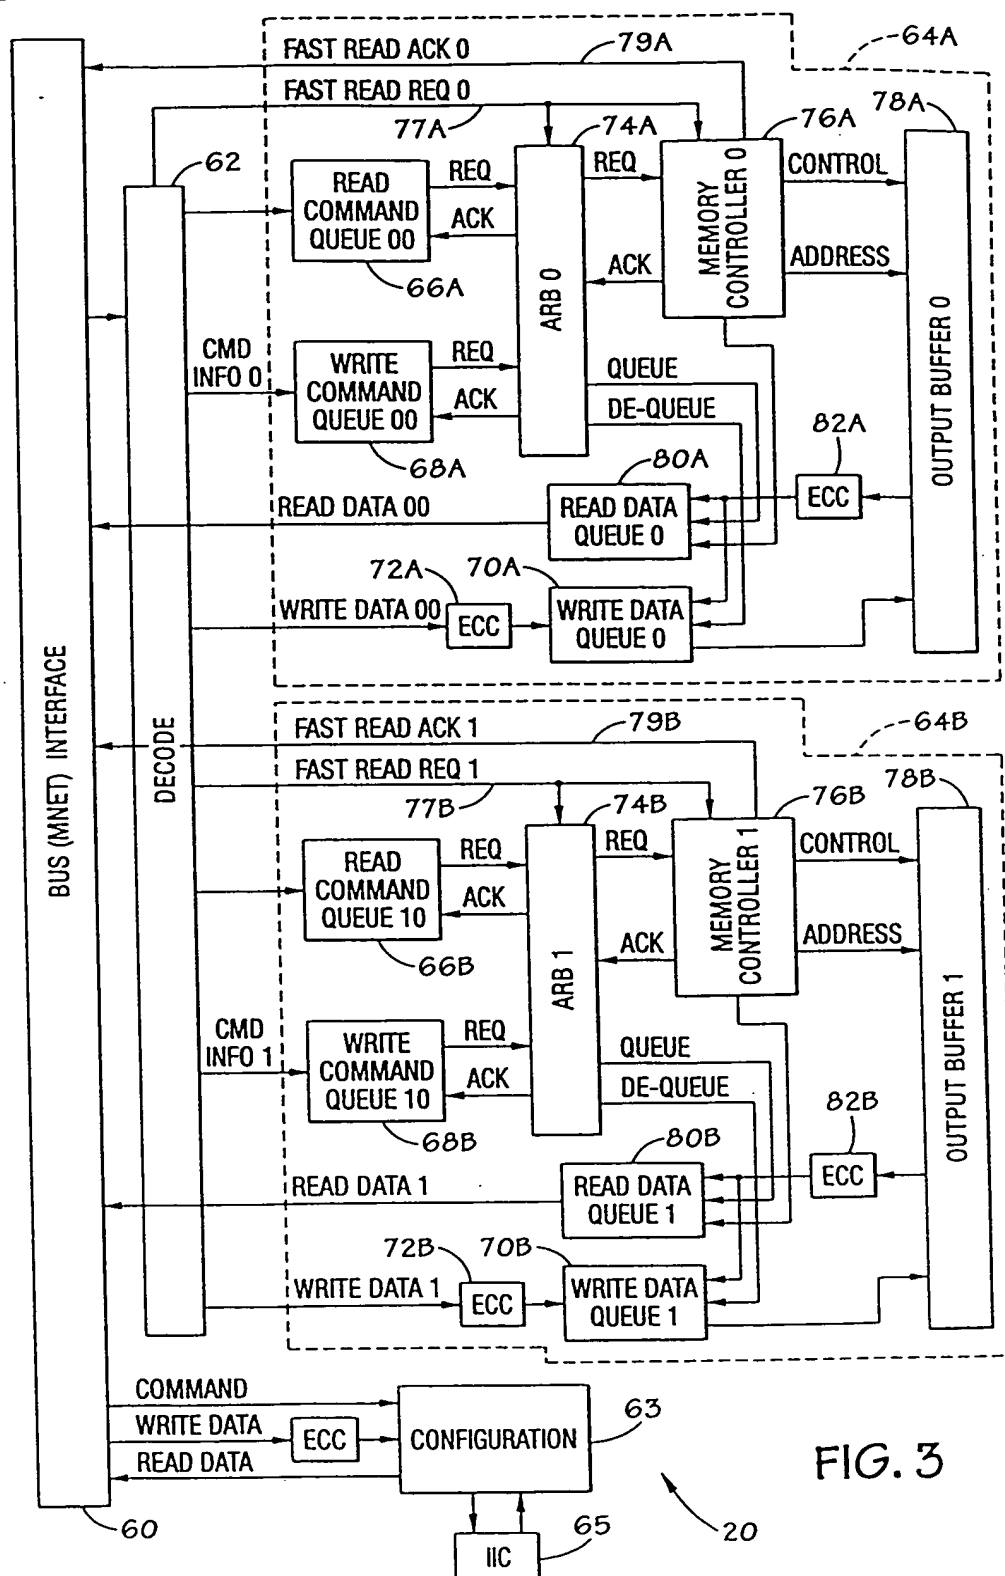 FAST READ ACK 0
79A
64A
FAST READ REQ 0
77A
74A
76A
78A
62
READ
COMMAND
QUEUE 00
REQ
ACK
66A
ARB 0
REQ
ACK
MEMORY
CONTROLLER 0
CONTROL
ADDRESS
OUTPUT BUFFER 0
CMD
INFO 0
WRITE
COMMAND
QUEUE 00
REQ
ACK
68A
QUEUE
DE-QUEUE
82A
80A
ECC
READ DATA 00
READ DATA
QUEUE 0
72A
70A
WRITE DATA 00
ECC
WRITE DATA
QUEUE 0
BUS (MNET) INTERFACE
DECODE
FAST READ ACK 1
79B
64B
FAST READ REQ 1
77B
74B
76B
78B
READ
COMMAND
QUEUE 10
REQ
ACK
66B
ARB 1
REQ
ACK
MEMORY
CONTROLLER 1
CONTROL
ADDRESS
OUTPUT BUFFER 1
CMD
INFO 1
WRITE
COMMAND
QUEUE 10
REQ
ACK
68B
QUEUE
DE-QUEUE
82B
80B
ECC
READ DATA 1
READ DATA
QUEUE 1
72B
70B
WRITE DATA 1
ECC
WRITE DATA
QUEUE 1
COMMAND
WRITE DATA
ECC
READ DATA
CONFIGURATION
63
60
65
IIC
20
FIG. 3